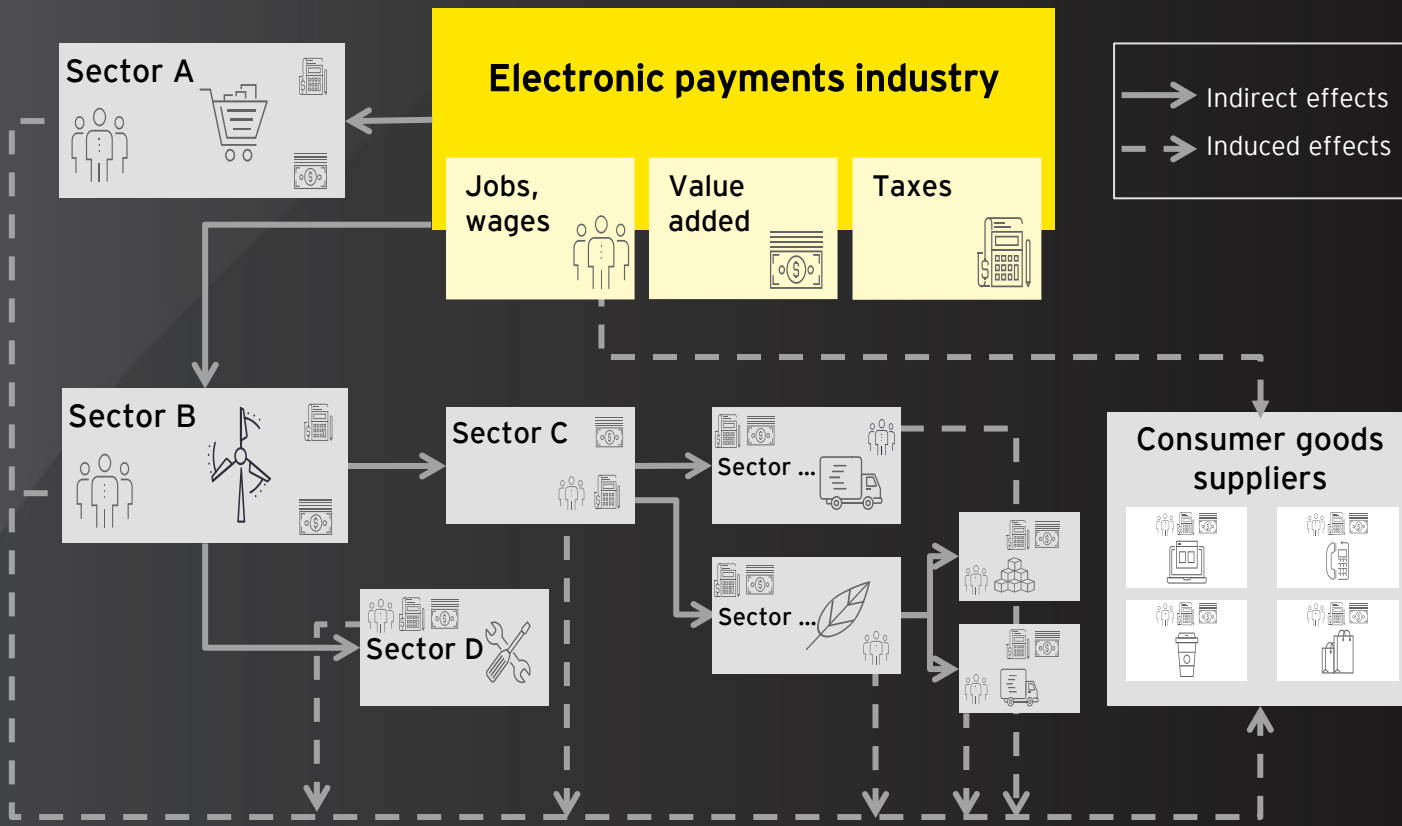 Electronic payments industry
Sector A
Indirect effects
Induced effects
Jobs,
wages
Value
added
Taxes
Sector B
Sector C
Sector ...
Consumer goods
suppliers
Sector ...
Sector D